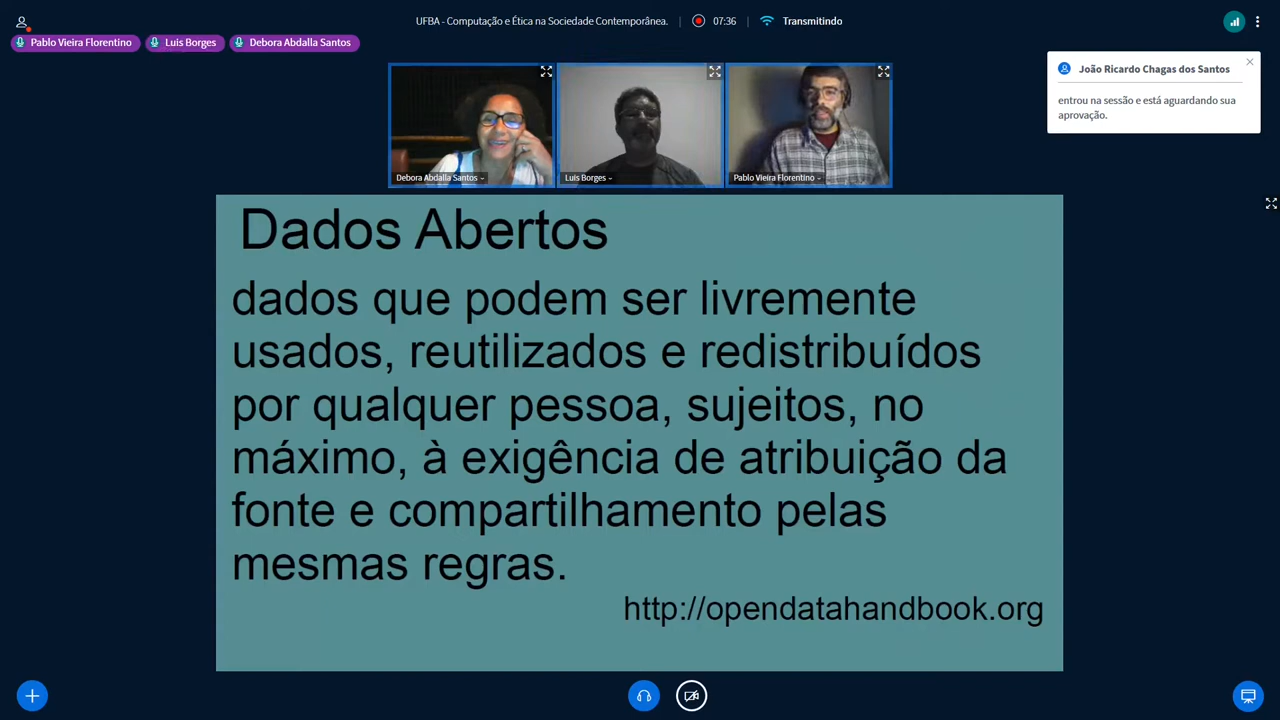 UFBA - Computação e Ética na Sociedade Contemporânea.
07:36
Transmitindo
Pablo Vieira Florentino
Luis Borges
Debora Abdalla Santos
João Ricardo Chagas dos Santos
entrou na sessão e está aguardando sua
aprovação.
Debora Abdalla Santos
Luis Borges
Pablo Vieira Florentino
Dados Abertos
dados que podem ser livremente
usados, reutilizados e redistribuídos
por qualquer pessoa, sujeitos, no
máximo, à exigência de atribuição da
fonte e compartilhamento pelas
mesmas regras.
http://opendatahandbook.org